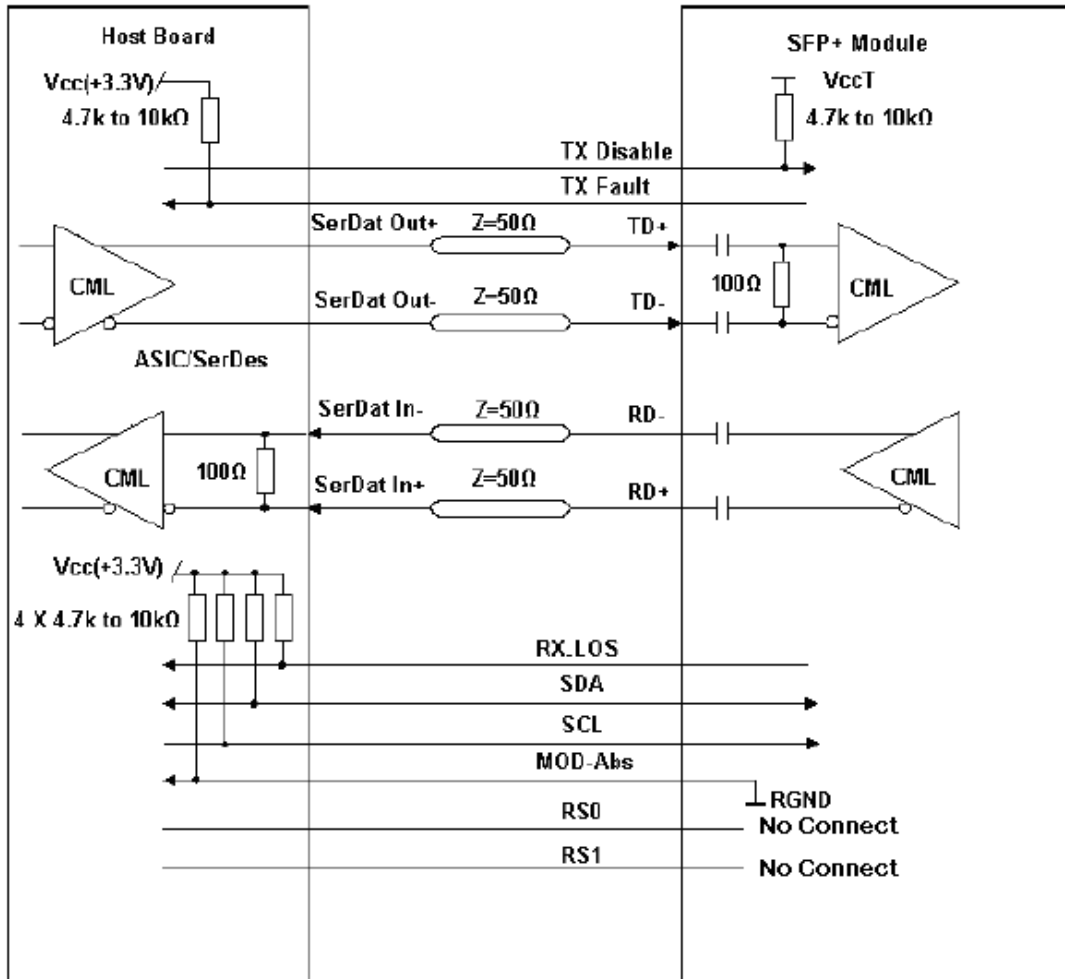 Host Board
SFP+ Module
Vcc(+3.3V)
4.7k to 10kΩ
VccT
4.7k to 10kΩ
TX Disable
TX Fault
SerDat Out+
Z=50Ω
TD+
CML
100Ω
CML
SerDat Out-
Z=50Ω
TD-
ASIC/SerDes
SerDat In-
Z=50Ω
RD-
CML
100Ω
CML
SerDat In+
Z=50Ω
RD+
Vcc(+3.3V)
4 X 4.7k to 10kΩ
RX_LOS
SDA
SCL
MOD-Abs
RGND
RS0
No Connect
RS1
No Connect